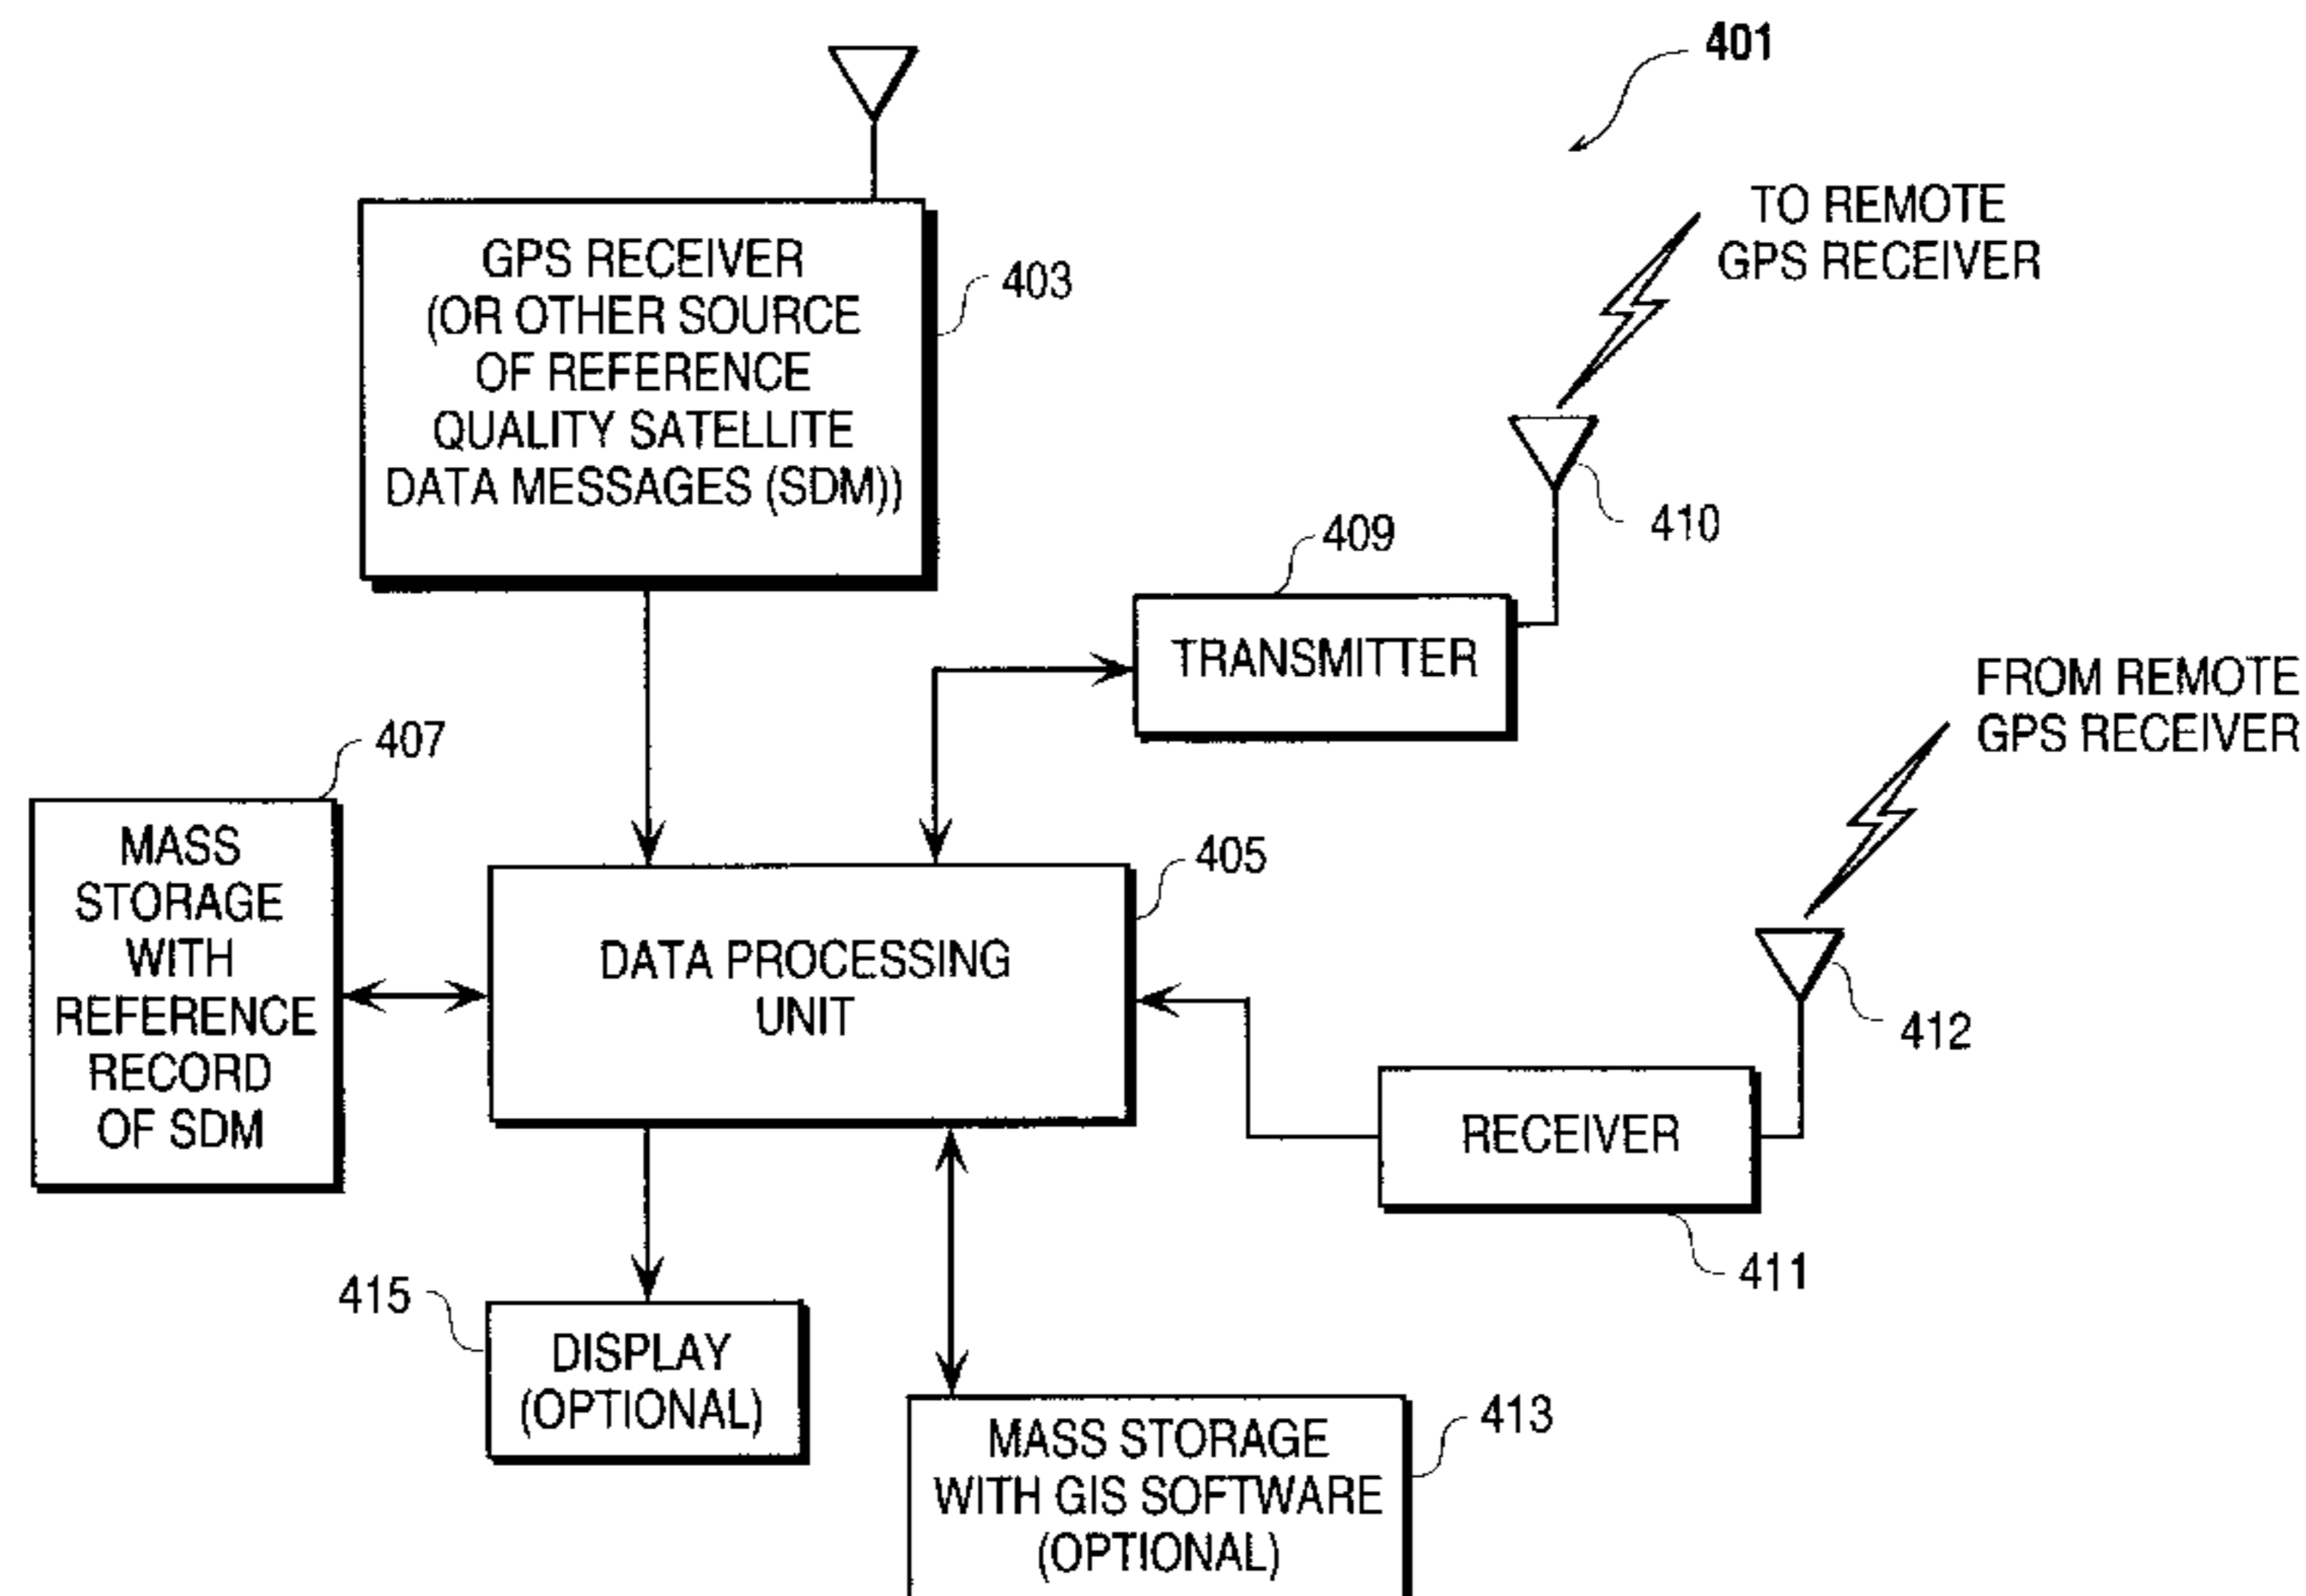 401
TO REMOTE
GPS RECEIVER
GPS RECEIVER
(OR OTHER SOURCE
OF REFERENCE
QUALITY SATELLITE
DATA MESSAGES (SDM))
403
410
409
TRANSMITTER
FROM REMOTE
GPS RECEIVER
407
MASS
STORAGE
WITH
REFERENCE
RECORD
OF SDM
405
DATA PROCESSING
UNIT
412
RECEIVER
411
415
DISPLAY
(OPTIONAL)
413
MASS STORAGE
WITH GIS SOFTWARE
(OPTIONAL)